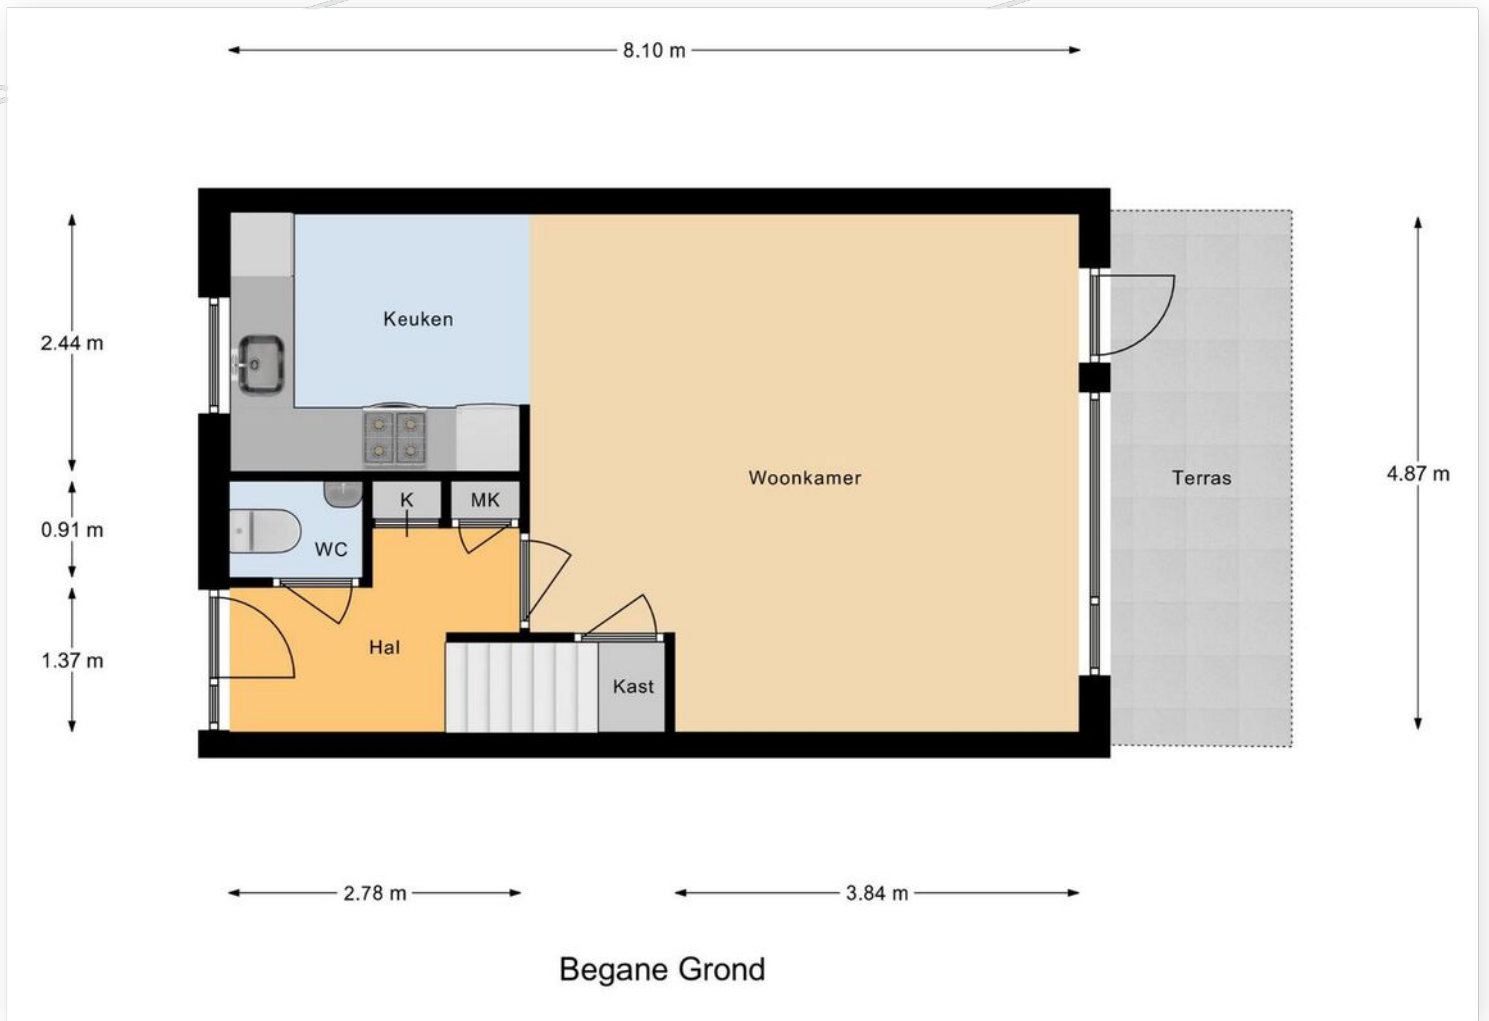 8.10 m
Keuken
2.44 m
4.87 m
Woonkamer
Terras
K
MK
0.91 m
WC
Hal
1.37 m
Kast
2.78 m
3.84 m
Begane Grond